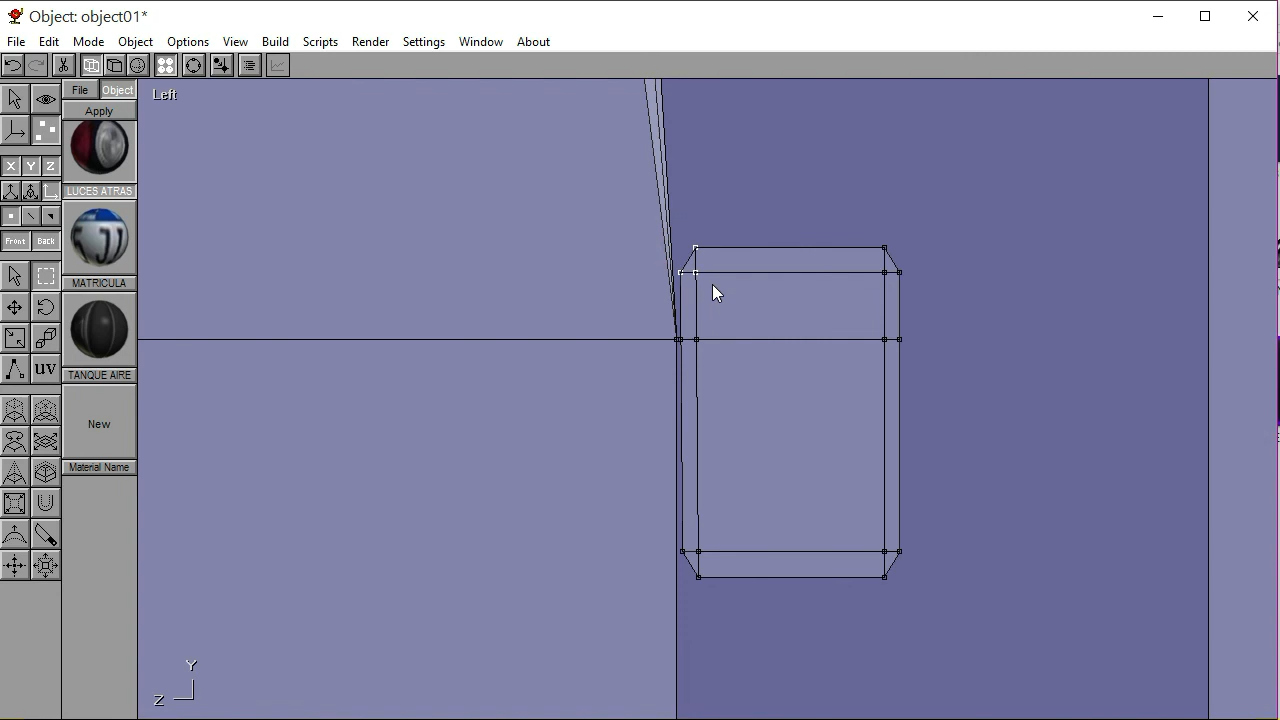 Object: object01*
File Edit Mode Object Options View Build Scripts Render Settings Window About
File Object
Apply
Left
X Y Z
LUCES ATRAS
Front Back
MATRICULA
uv
TANQUE AIRE
New
Material Name
Y
Z